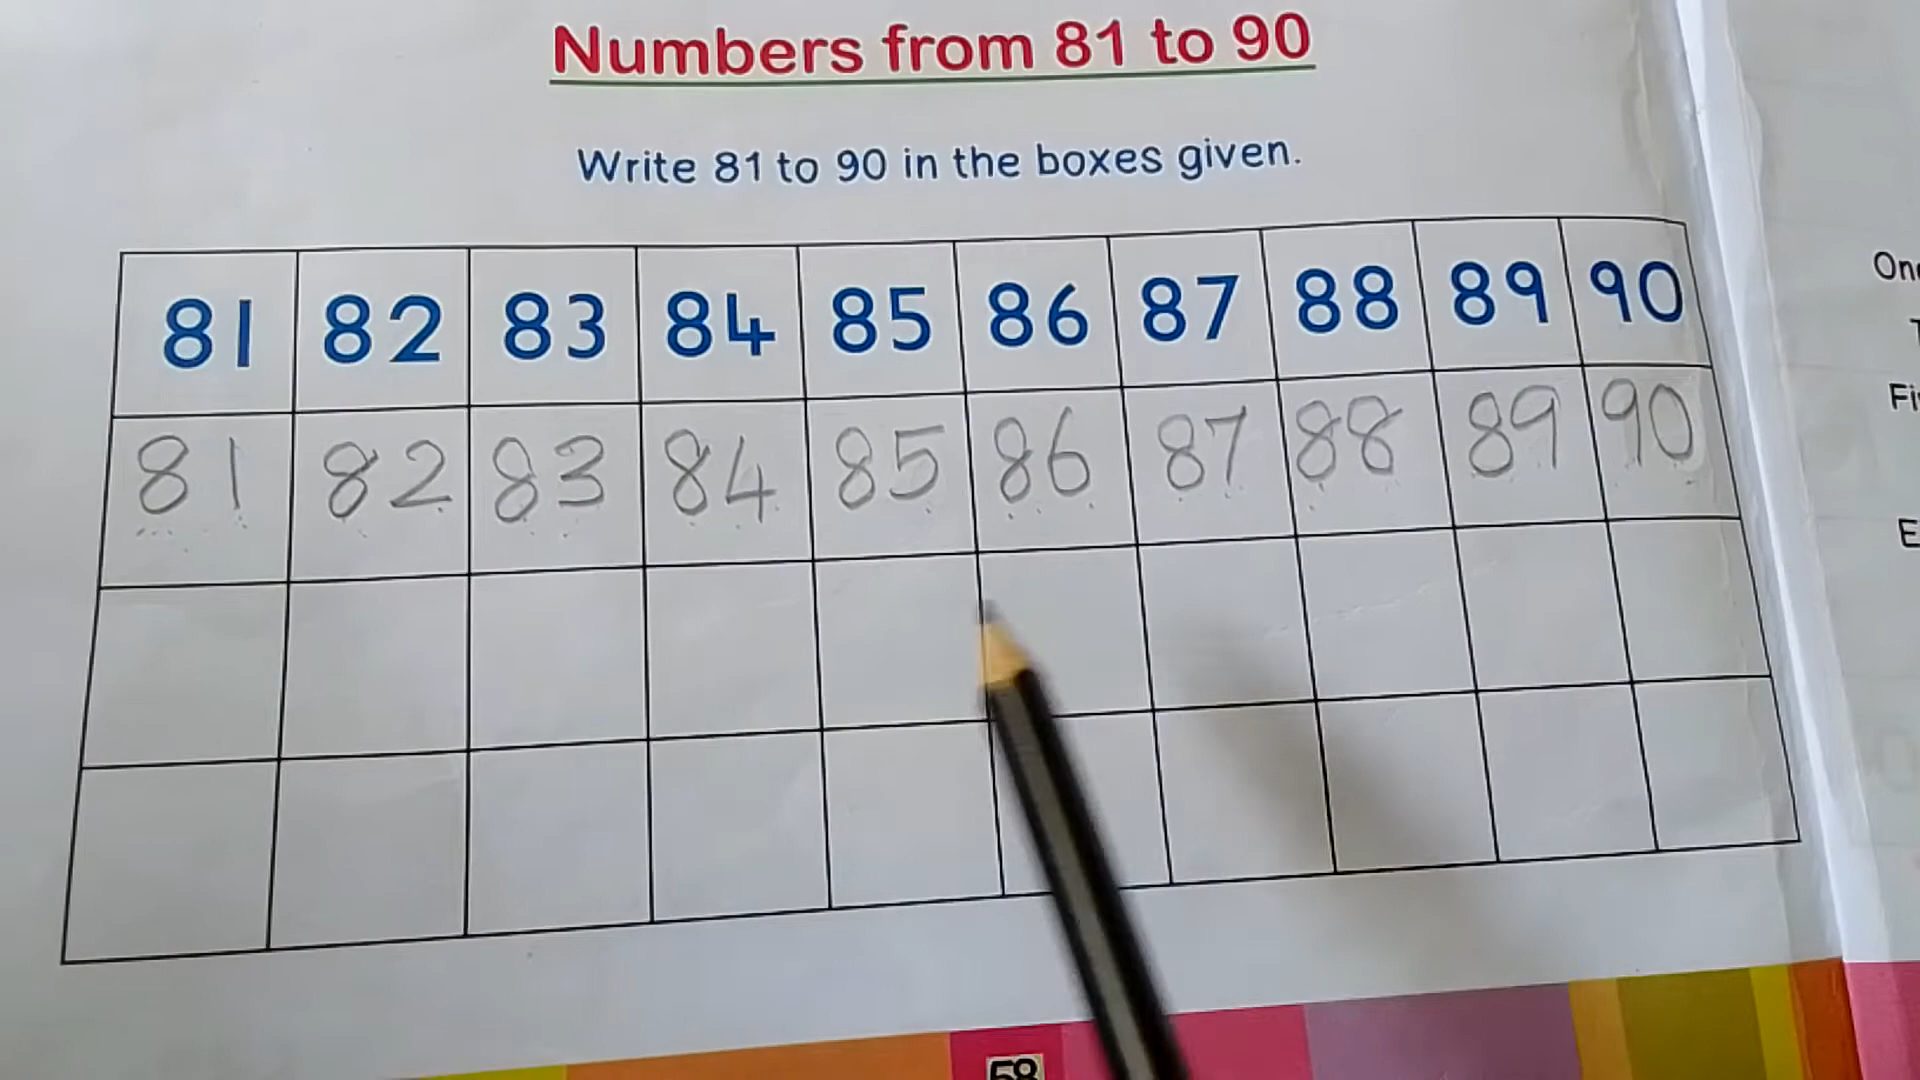 Numbers from 81 to 90
Write 81 to 90 in the boxes given.
81 82 83 84 85 86 87 88 89 90
81 82 83 84 85 86 87 88 89 90
58